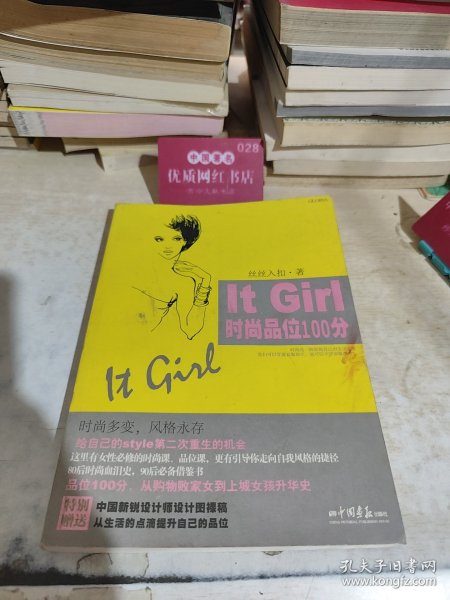 028
中国著名
优质网红书店
丝丝入扣·著
It Girl
时尚品位100分
It Girl
时尚多变，风格永存
给自己的style第二次重生的机会
这里有女性必修的时尚课、品位课，更有引导你走向自我风格的捷径
80后时尚血泪史，90后必备借鉴书
品位100分，从购物败家女到上城女孩升华史
特别
赠送
中国新锐设计师设计图裸稿
从生活的点滴提升自己的品位
中国画报出版社
孔夫子旧书网